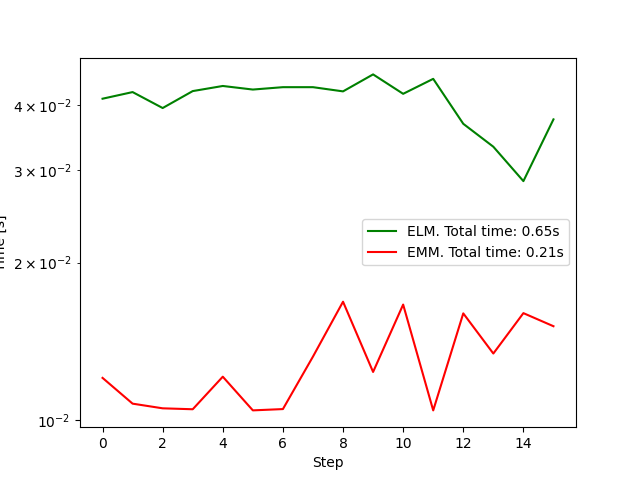 4 × 10⁻²
3 × 10⁻²
2 × 10⁻²
10⁻²
Time [s]
ELM. Total time: 0.65s
EMM. Total time: 0.21s
0 2 4 6 8 10 12 14
Step